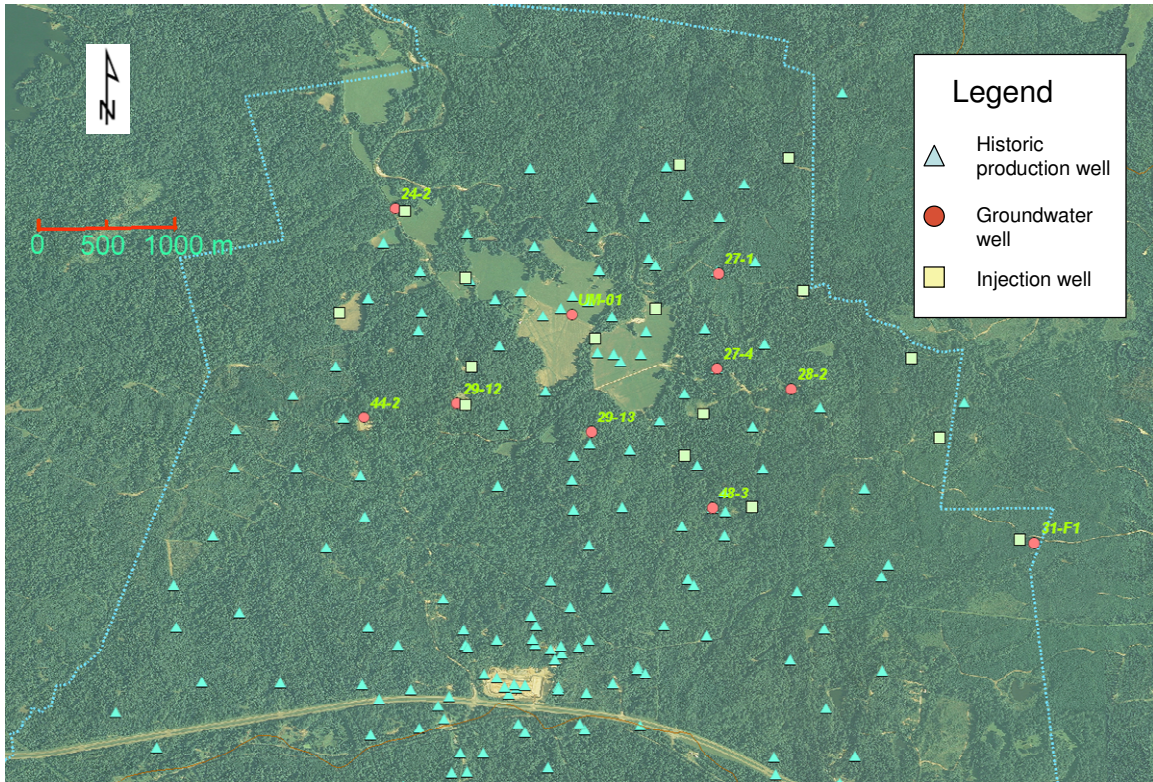 N
Legend
Historic
production well
Groundwater
well
Injection well
24-2
0 500 1000 m
27-1
UM-01
27-4
28-2
29-12
44-2
29-13
48-3
31-F1